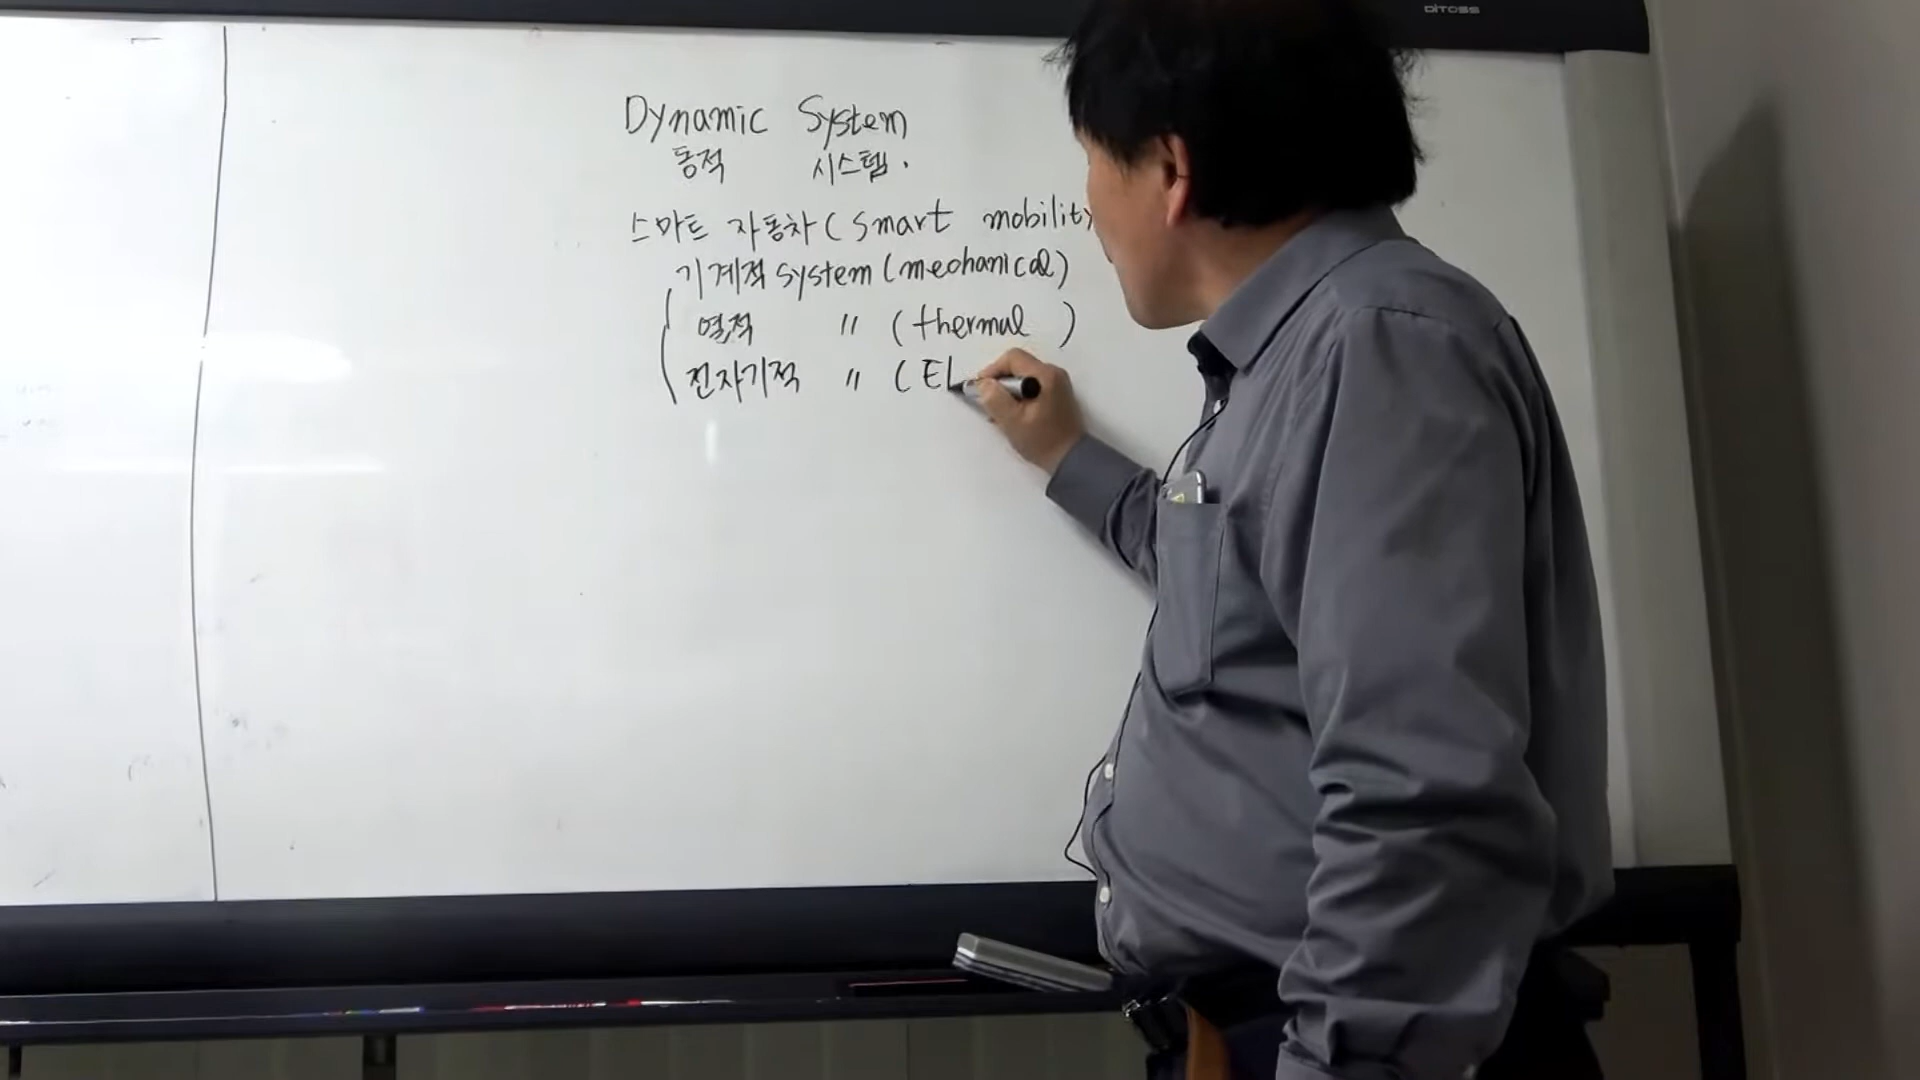 DITOSS
Dynamic System
동적 시스템.
스마트 자동차 (smart mobility
기계적 system (mechanical)
열적 〃 (thermal )
전자기적 〃 (El